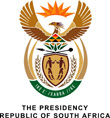 THE PRESIDENCY
REPUBLIC OF SOUTH AFRICA